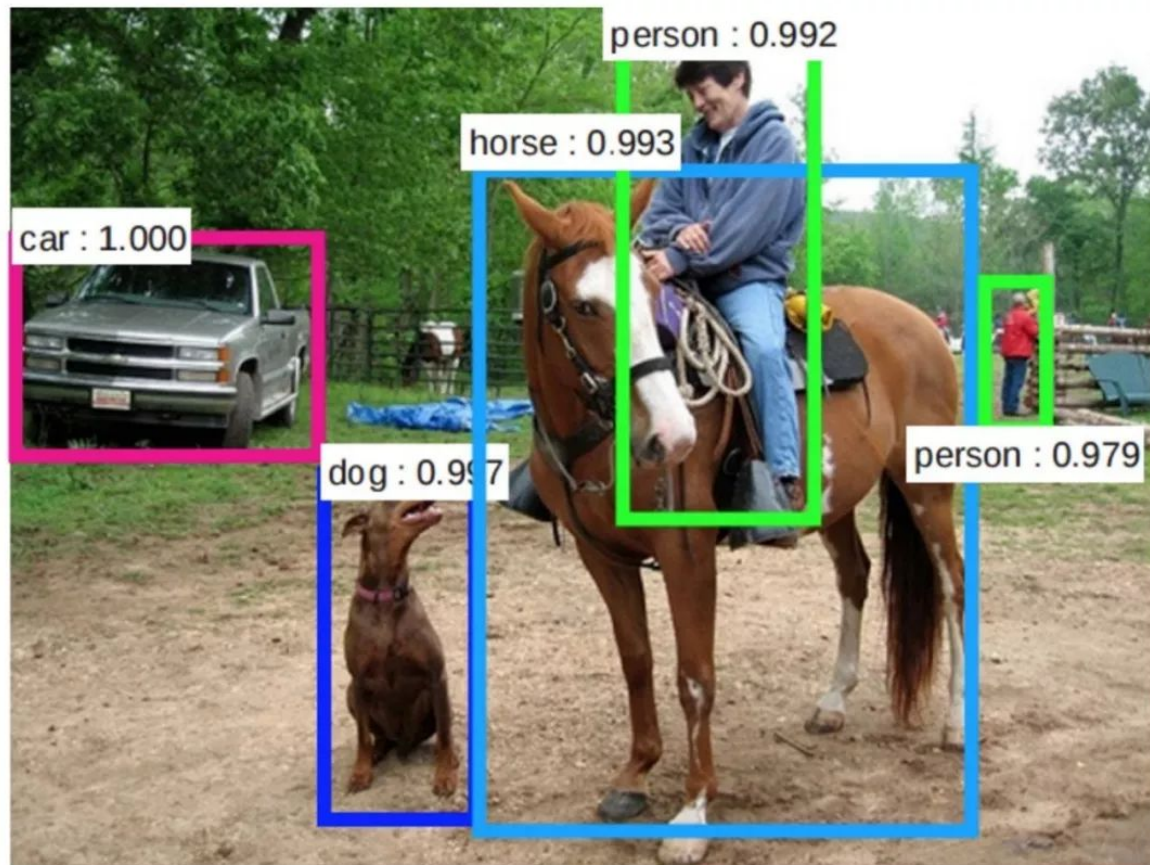 person : 0.992
horse : 0.993
car : 1.000
person : 0.979
dog : 0.997